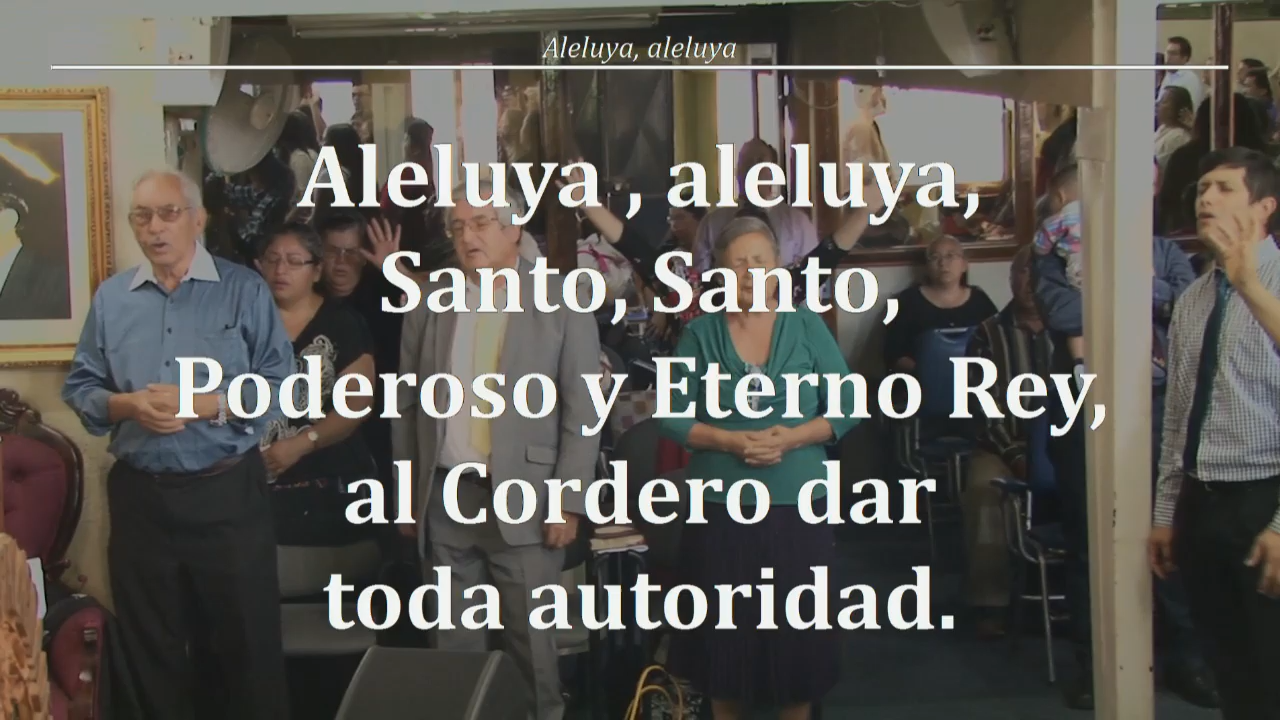 Aleluya, aleluya
Aleluya , aleluya,
Santo, Santo,
Poderoso y Eterno Rey,
al Cordero dar
toda autoridad.